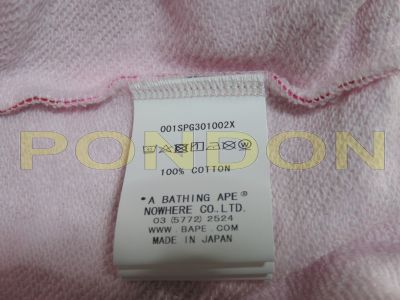 001SPG301002X
100% COTTON
*A BATHING APE®
NOWHERE CO.,LTD.
03 (5772) 2524
WWW. BAPE. COM
MADE IN JAPAN
PONDON